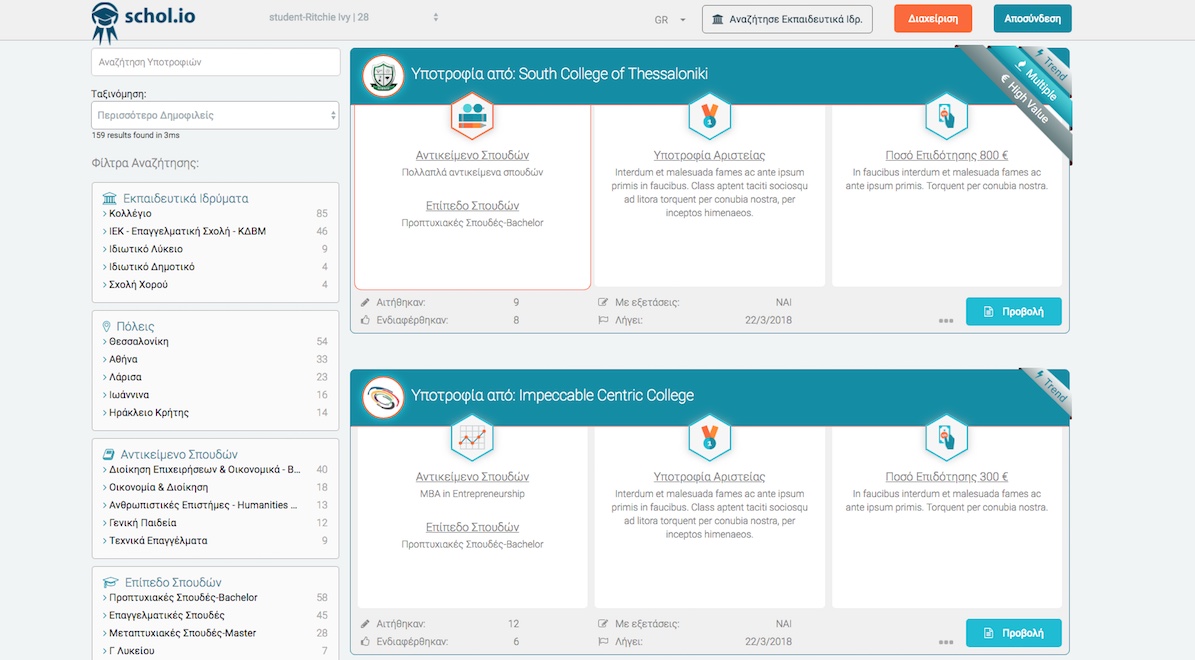 schol.io
student-Ritchie Ivy | 28
GR
Αναζήτησε Εκπαιδευτικά Ιδρ.
Διαχείριση
Αποσύνδεση
Αναζήτηση Υποτροφιών
Ταξινόμηση:
Περισσότερο Δημοφιλείς
159 results found in 3ms
Φίλτρα Αναζήτησης:
Εκπαιδευτικά Ιδρύματα
Κολλέγιο 85
ΙΕΚ - Επαγγελματική Σχολή - ΚΔΒΜ 46
Ιδιωτικό Λύκειο 9
Ιδιωτικό Δημοτικό 4
Σχολή Χορού 4
Πόλεις
Θεσσαλονίκη 54
Αθήνα 33
Λάρισα 23
Ιωάννινα 16
Ηράκλειο Κρήτης 14
Αντικείμενο Σπουδών
Διοίκηση Επιχειρήσεων & Οικονομικά - B... 40
Οικονομία & Διοίκηση 18
Ανθρωπιστικές Επιστήμες - Humanities ... 13
Γενική Παιδεία 12
Τεχνικά Επαγγέλματα 9
Επίπεδο Σπουδών
Προπτυχιακές Σπουδές-Bachelor 58
Επαγγελματικές Σπουδές 45
Μεταπτυχιακές Σπουδές-Master 28
Γ Λυκείου 7
Υποτροφία από: South College of Thessaloniki
Trend
Multiple
€ High Value
Αντικείμενο Σπουδών
Πολλαπλά αντικείμενα σπουδών
Επίπεδο Σπουδών
Προπτυχιακές Σπουδές-Bachelor
1
Υποτροφία Αριστείας
Interdum et malesuada fames ac ante ipsum
primis in faucibus. Class aptent taciti sociosqu
ad litora torquent per conubia nostra, per
inceptos himenaeos.
Ποσό Επιδότησης 800 €
In faucibus interdum et malesuada fames ac
ante ipsum primis. Torquent per conubia nostra.
Αιτήθηκαν: 9
Ενδιαφέρθηκαν: 8
Με εξετάσεις: ΝΑΙ
Λήγει: 22/3/2018
Προβολή
Υποτροφία από: Impeccable Centric College
Trend
Αντικείμενο Σπουδών
MBA in Entrepreneurship
Επίπεδο Σπουδών
Προπτυχιακές Σπουδές-Bachelor
1
Υποτροφία Αριστείας
Interdum et malesuada fames ac ante ipsum
primis in faucibus. Class aptent taciti sociosqu
ad litora torquent per conubia nostra, per
inceptos himenaeos.
Ποσό Επιδότησης 300 €
In faucibus interdum et malesuada fames ac
ante ipsum primis. Torquent per conubia nostra.
Αιτήθηκαν: 12
Ενδιαφέρθηκαν: 6
Με εξετάσεις: ΝΑΙ
Λήγει: 22/3/2018
Προβολή